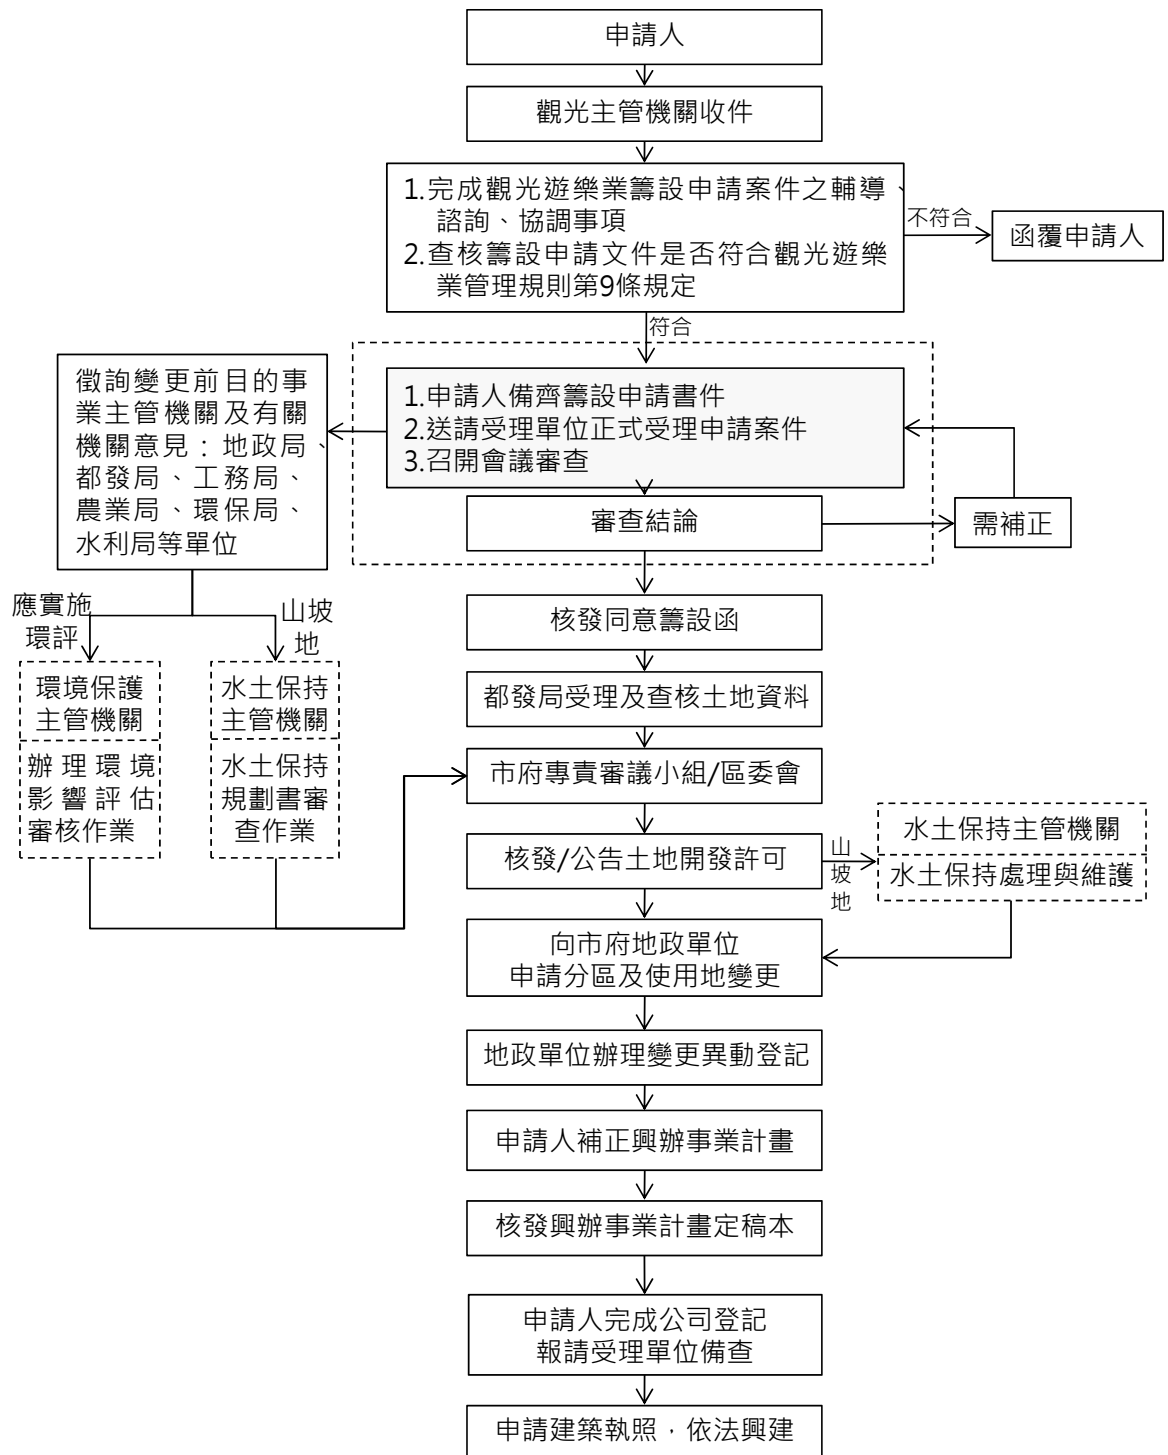 申請人
觀光主管機關收件
1.完成觀光遊樂業籌設申請案件之輔導、
諮詢、協調事項
2.查核籌設申請文件是否符合觀光遊樂
業管理規則第9條規定
不符合
函覆申請人
符合
徵詢變更前目的事
業主管機關及有關
機關意見：地政局、
都發局、工務局、
農業局、環保局、
水利局等單位
1.申請人備齊籌設申請書件
2.送請受理單位正式受理申請案件
3.召開會議審查
審查結論
需補正
應實施
環評
山坡
地
核發同意籌設函
環境保護
主管機關
辦理環境
影響評估
審核作業
水土保持
主管機關
水土保持
規劃書審
查作業
都發局受理及查核土地資料
市府專責審議小組/區委會
核發/公告土地開發許可
山
坡
地
水土保持主管機關
水土保持處理與維護
向市府地政單位
申請分區及使用地變更
地政單位辦理變更異動登記
申請人補正興辦事業計畫
核發興辦事業計畫定稿本
申請人完成公司登記
報請受理單位備查
申請建築執照，依法興建